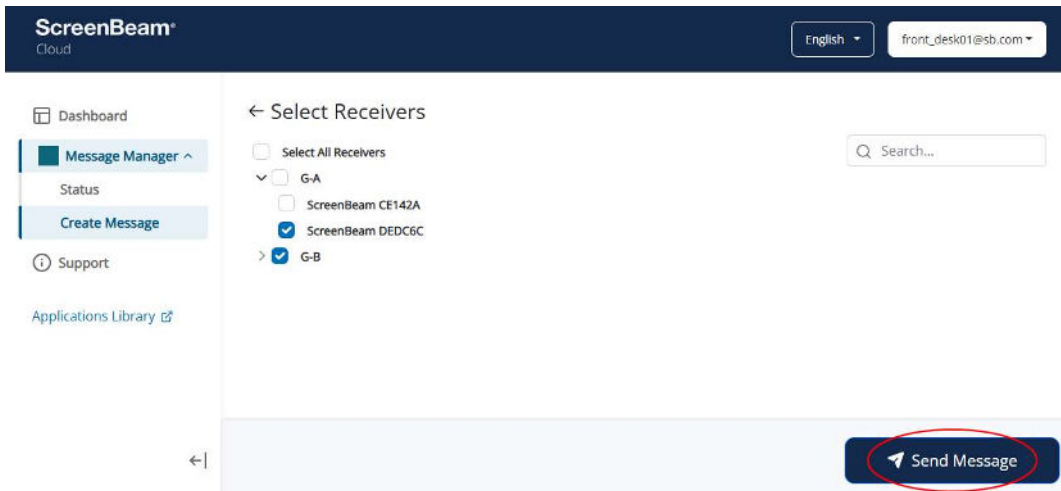 ScreenBeam®
Cloud
English
front_desk01@sb.com
Dashboard
Message Manager
Status
Create Message
Support
Applications Library
Select Receivers
Search...
Select All Receivers
G-A
ScreenBeam CE142A
ScreenBeam DEDC6C
G-B
Send Message